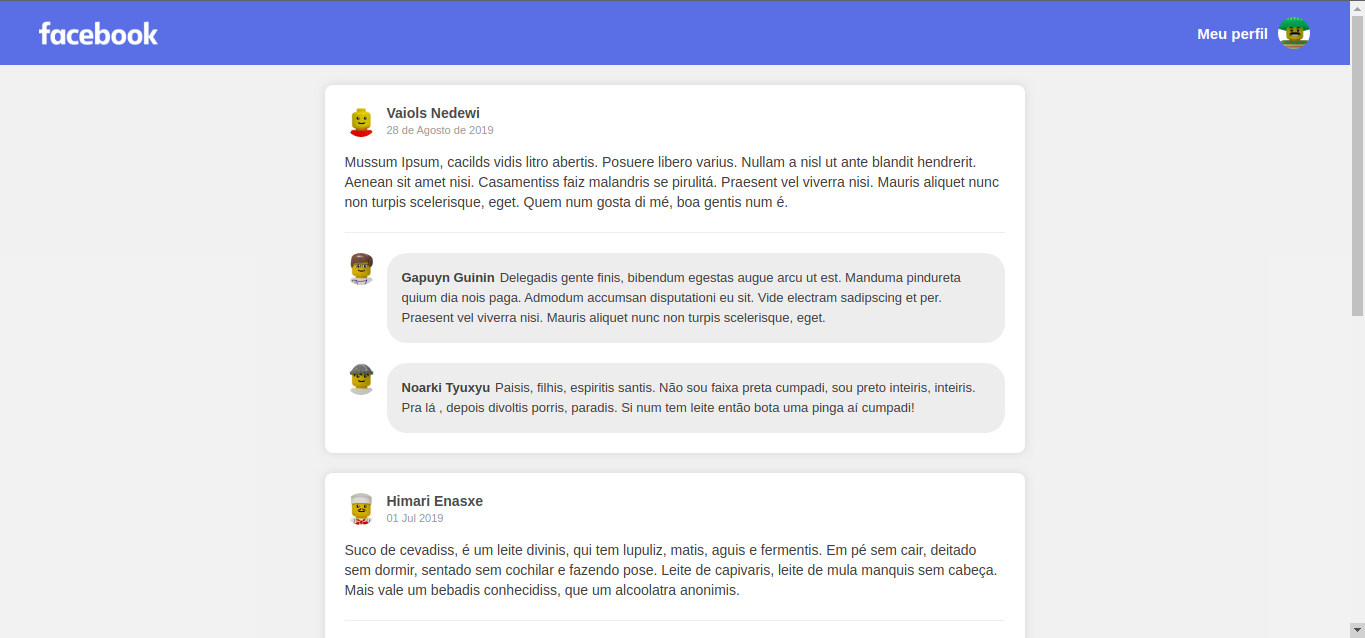 facebook
Meu perfil
Vaiols Nedewi
28 de Agosto de 2019
Mussum Ipsum, cacilds vidis litro abertis. Posuere libero varius. Nullam a nisl ut ante blandit hendrerit.
Aenean sit amet nisi. Casamentiss faiz malandris se pirulitá. Praesent vel viverra nisi. Mauris aliquet nunc
non turpis scelerisque, eget. Quem num gosta di mé, boa gentis num é.
Gapuyn Guinin Delegadis gente finis, bibendum egestas augue arcu ut est. Manduma pindureta
quium dia nois paga. Admodum accumsan disputationi eu sit. Vide electram sadipscing et per.
Praesent vel viverra nisi. Mauris aliquet nunc non turpis scelerisque, eget.
Noarki Tyuxyu Paisis, filhis, espiritis santis. Não sou faixa preta cumpadi, sou preto inteiris, inteiris.
Pra lá , depois divoltis porris, paradis. Si num tem leite então bota uma pinga aí cumpadi!
Himari Enasxe
01 Jul 2019
Suco de cevadiss, é um leite divinis, qui tem lupuliz, matis, aguis e fermentis. Em pé sem cair, deitado
sem dormir, sentado sem cochilar e fazendo pose. Leite de capivaris, leite de mula manquis sem cabeça.
Mais vale um bebadis conhecidiss, que um alcoolatra anonimis.